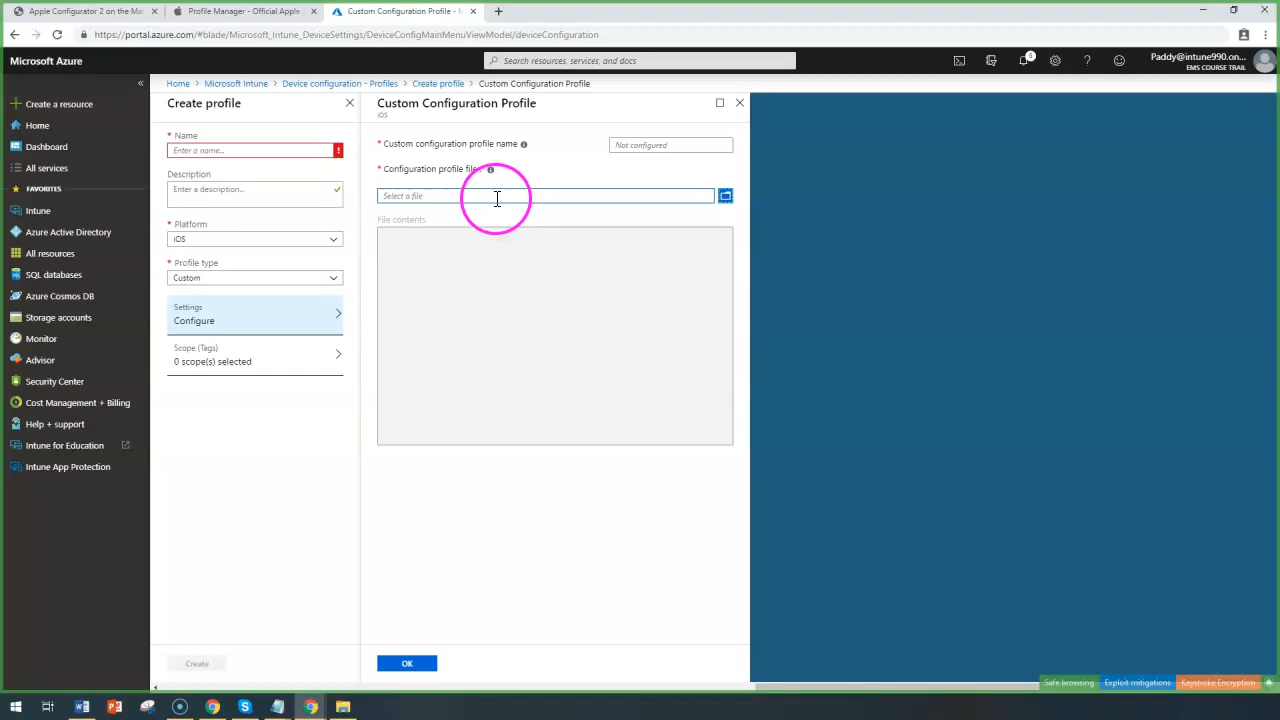 Apple Configurator 2 on the Ma
Profile Manager - Official Apple
Custom Configuration Profile - M
https://portal.azure.com/#blade/Microsoft_Intune_DeviceSettings/DeviceConfigMainMenuViewModel/deviceConfiguration
Microsoft Azure
Search resources, services, and docs
6
Paddy@intune990.on...
EMS COURSE TRAIL
Create a resource
Home
Dashboard
All services
FAVORITES
Intune
Azure Active Directory
All resources
SQL databases
Azure Cosmos DB
Storage accounts
Monitor
Advisor
Security Center
Cost Management + Billing
Help + support
Intune for Education
Intune App Protection
Home > Microsoft Intune > Device configuration - Profiles > Create profile > Custom Configuration Profile
Create profile
* Name
Enter a name...
Description
Enter a description...
* Platform
iOS
* Profile type
Custom
Settings
Configure
Scope (Tags)
0 scope(s) selected
Create
Custom Configuration Profile
iOS
* Custom configuration profile name
Not configured
* Configuration profile file
Select a file
File contents
OK
Safe browsing
Exploit mitigations
Keystroke Encryption